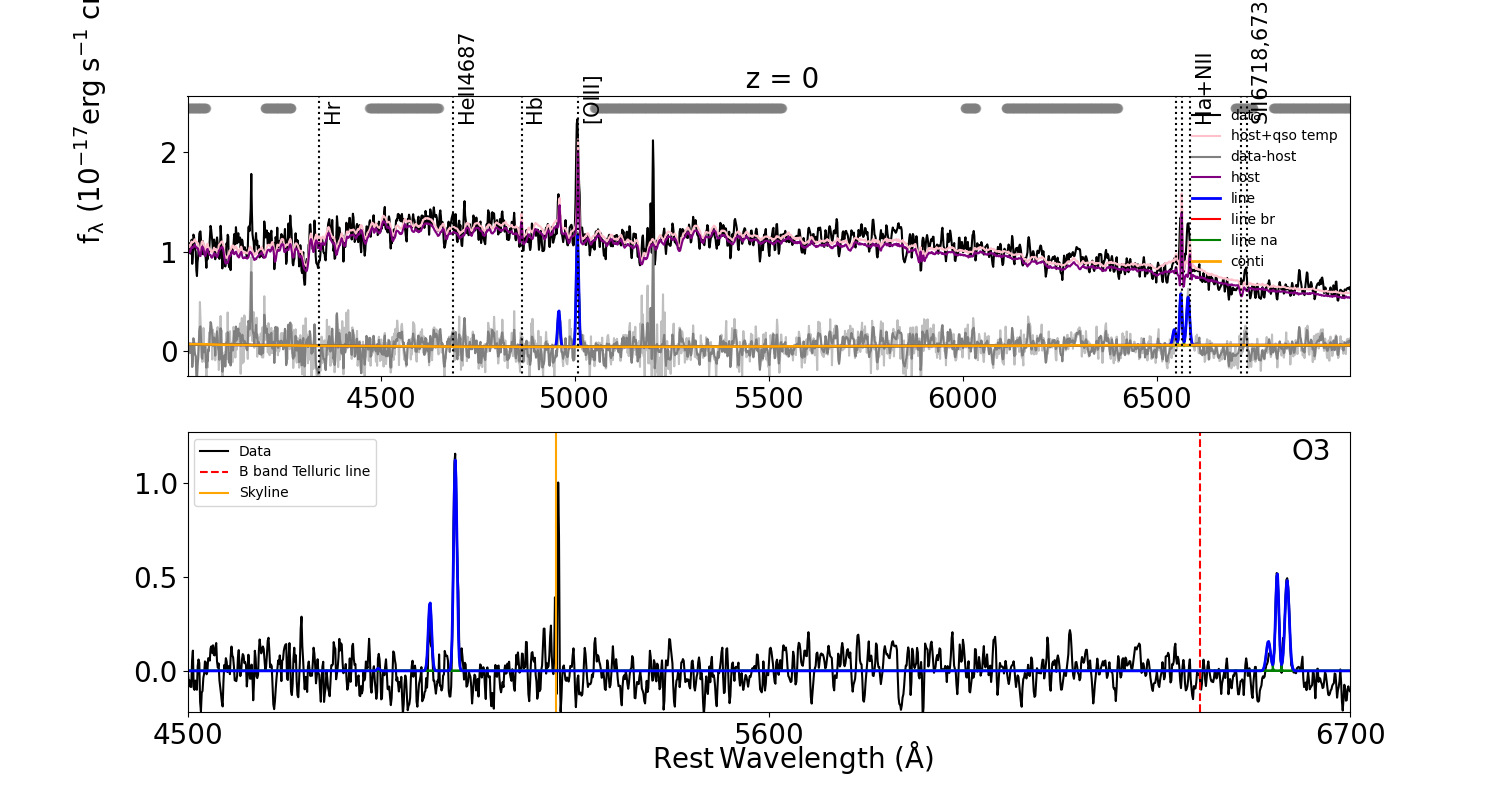 z = 0
f_λ (10^−17 erg s^−1 c
Hr
HeII4687
Hb
[OIII]
Ha+NII
SII6718,673
data
host+qso temp
data-host
host
line
line br
line na
conti
2
1
0
4500
5000
5500
6000
6500
O3
Data
B band Telluric line
Skyline
1.0
0.5
0.0
4500
5600
6700
Rest Wavelength (Å)